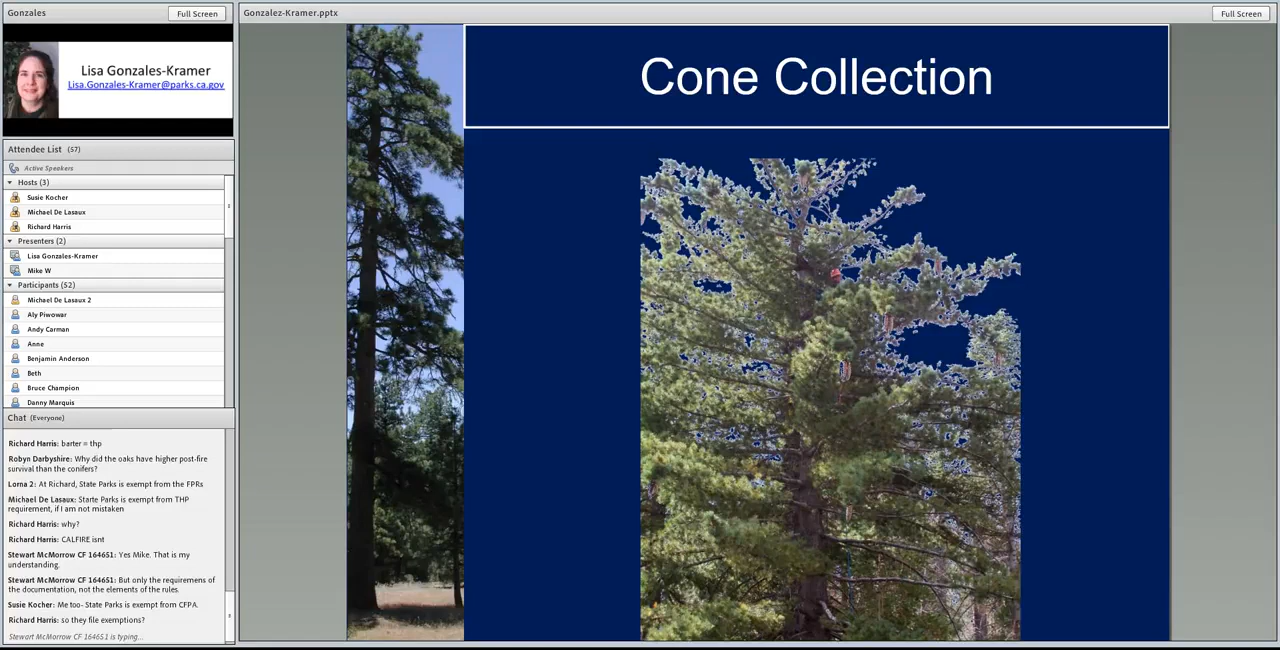 Gonzales
Full Screen
Lisa Gonzales-Kramer
Lisa.Gonzales-Kramer@parks.ca.gov
Attendee List (57)
Active Speakers
Hosts (3)
Susie Kocher
Michael De Lasaux
Richard Harris
Presenters (2)
Lisa Gonzales-Kramer
Mike W
Participants (52)
Michael De Lasaux 2
Aly Piwowar
Andy Carman
Anne
Benjamin Anderson
Beth
Bruce Champion
Danny Marquis
Chat (Everyone)
Richard Harris: barter = thp
Robyn Darbyshire: Why did the oaks have higher post-fire
survival than the conifers?
Lorna 2: At Richard, State Parks is exempt from the FPRs
Michael De Lasaux: Starte Parks is exempt from THP
requirement, if I am not mistaken
Richard Harris: why?
Richard Harris: CALFIRE isnt
Stewart McMorrow CF 164651: Yes Mike. That is my
understanding.
Stewart McMorrow CF 164651: But only the requiremens of
the documentation, not the elements of the rules.
Susie Kocher: Me too- State Parks is exempt from CFPA.
Richard Harris: so they file exemptions?
Stewart McMorrow CF 164651 is typing...
Gonzalez-Kramer.pptx
Full Screen
Cone Collection